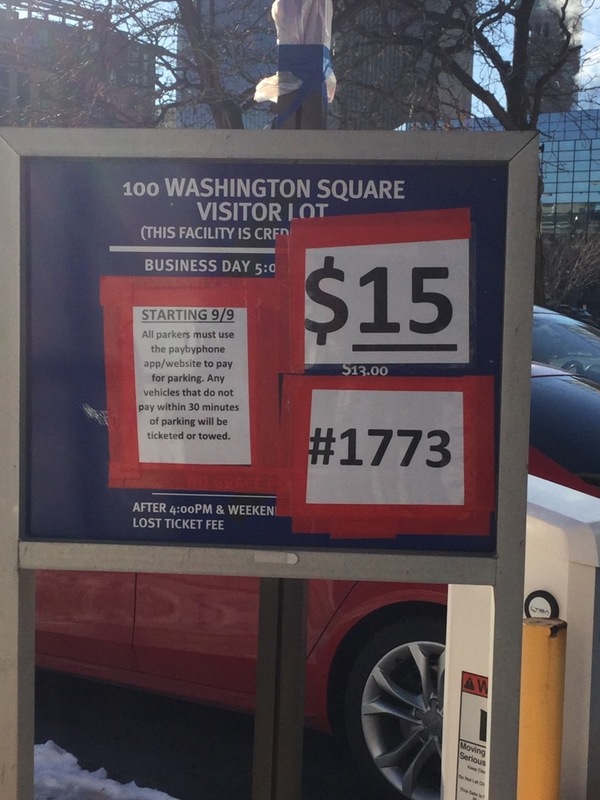 100 WASHINGTON SQUARE
VISITOR LOT
(THIS FACILITY IS CRED
BUSINESS DAY 5:0
$15
$13.00
STARTING 9/9
All parkers must use
the paybyphone
app/website to pay
for parking. Any
vehicles that do not
pay within 30 minutes
of parking will be
ticketed or towed.
#1773
AFTER 4:00PM & WEEKEN
LOST TICKET FEE
W
Moving
Serious